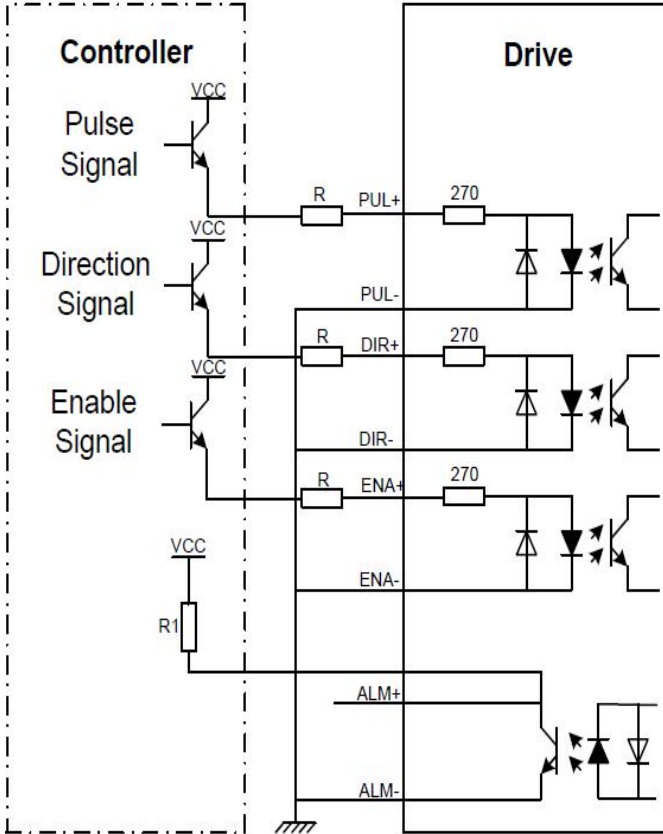 Controller
Drive
VCC
Pulse
Signal
R
PUL+
270
VCC
Direction
Signal
PUL-
R
DIR+
270
VCC
Enable
Signal
DIR-
R
ENA+
270
VCC
ENA-
R1
ALM+
ALM-